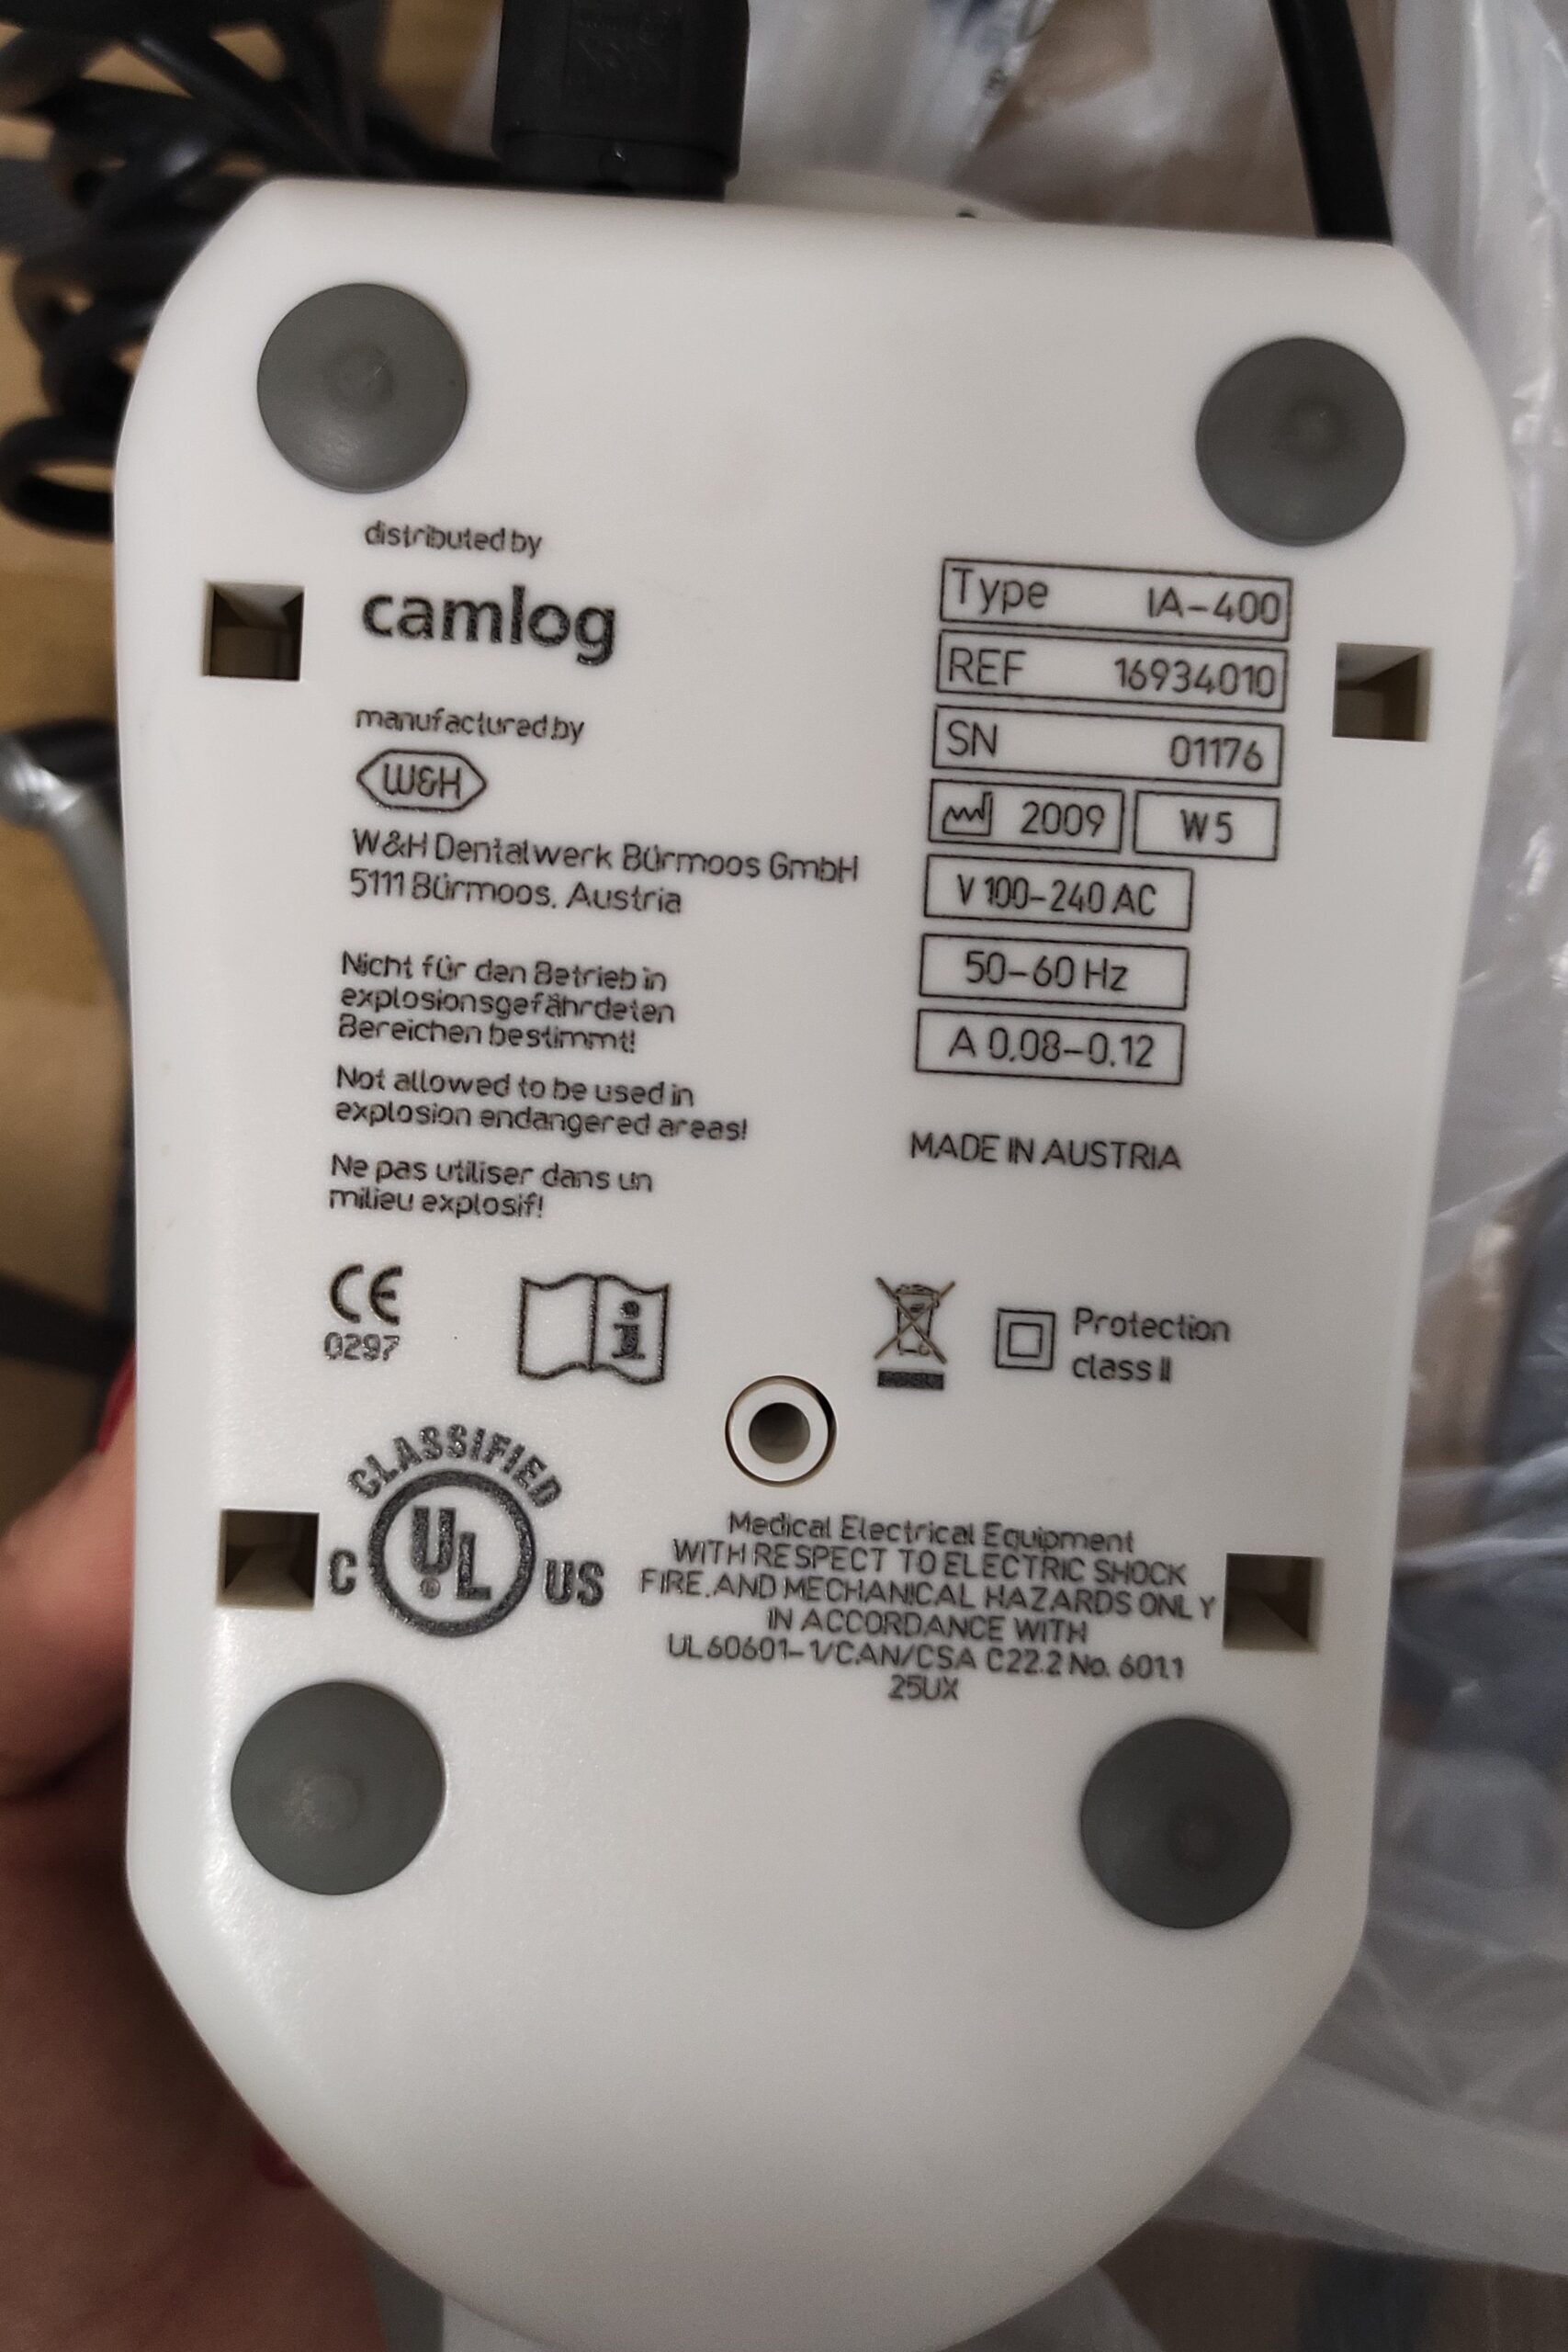 distributed by
camlog
manufactured by
W&H
W&H Dentalwerk Bürmoos GmbH
5111 Bürmoos, Austria
Nicht für den Betrieb in
explosionsgefährdeten
Bereichen bestimmt!
Not allowed to be used in
explosion endangered areas!
Ne pas utiliser dans un
milieu explosif!
Type IA-400
REF 16934010
SN 01176
2009 W5
V 100-240 AC
50-60 Hz
A 0.08-0.12
MADE IN AUSTRIA
CE
0297
i
Protection
class II
CLASSIFIED
C UL® US
Medical Electrical Equipment
WITH RESPECT TO ELECTRIC SHOCK
FIRE.AND MECHANICAL HAZARDS ONLY
IN ACCORDANCE WITH
UL60601-1/CAN/CSA C22.2 No. 601.1
25UX